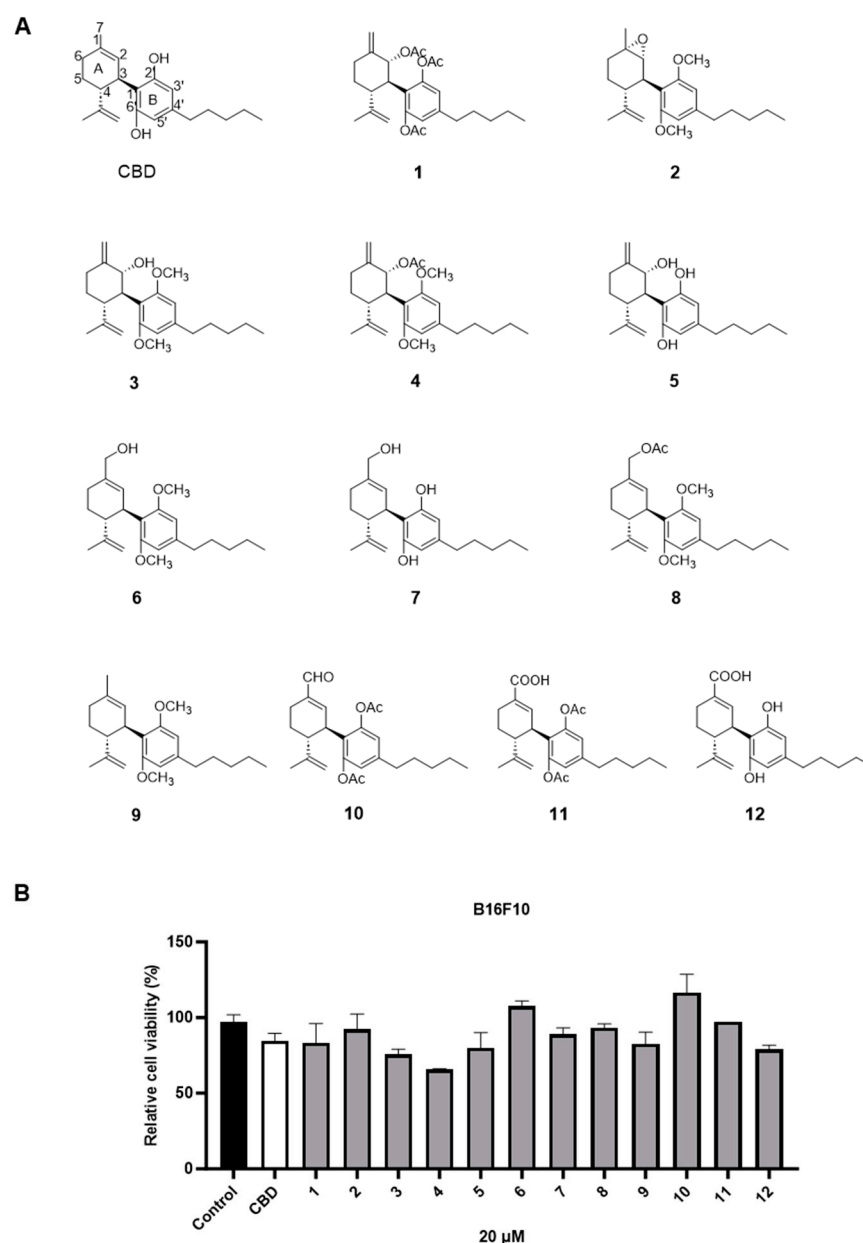 A
7
1
2
6
A
3
5
4
OH
2'
3'
1'
B
4'
6'
5'
OH
CBD
OAc
OAc
OAc
1
O
OCH3
OCH3
2
OH
OCH3
OCH3
3
OAc
OCH3
OCH3
4
OH
OH
OH
5
OH
OCH3
OCH3
6
OH
OH
OH
7
OAc
OCH3
OCH3
8
OCH3
OCH3
9
CHO
OAc
OAc
10
COOH
OAc
OAc
11
COOH
OH
OH
12
B
B16F10
Relative cell viability (%)
150
100
50
0
Control CBD 1 2 3 4 5 6 7 8 9 10 11 12
20 μM